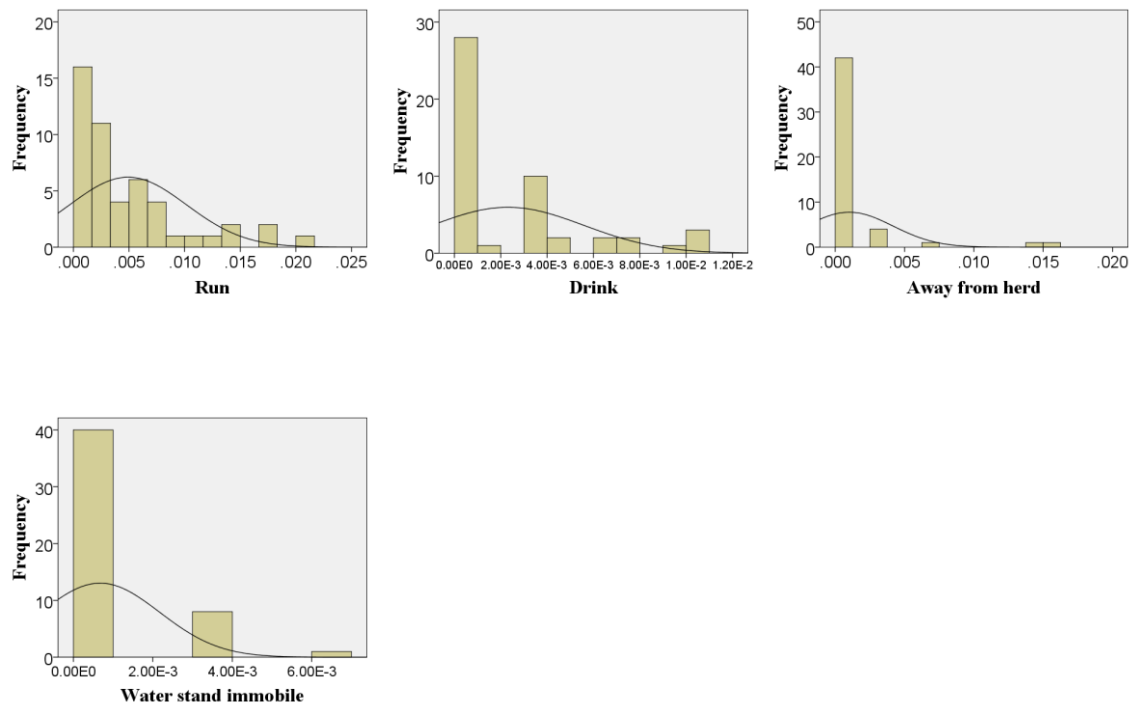 20
15
10
5
0
Frequency
.000 .005 .010 .015 .020 .025
Run
30
20
10
0
Frequency
0.00E0 2.00E-3 4.00E-3 6.00E-3 8.00E-3 1.00E-2 1.20E-2
Drink
50
40
30
20
10
0
Frequency
.000 .005 .010 .015 .020
Away from herd
40
30
20
10
0
Frequency
0.00E0 2.00E-3 4.00E-3 6.00E-3
Water stand immobile